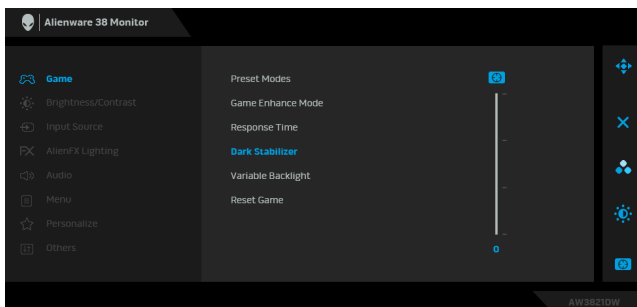 Alienware 38 Monitor
Game
Brightness/Contrast
Input Source
AlienFX Lighting
Audio
Menu
Personalize
Others
Preset Modes
Game Enhance Mode
Response Time
Dark Stabilizer
Variable Backlight
Reset Game
0
AW3821DW